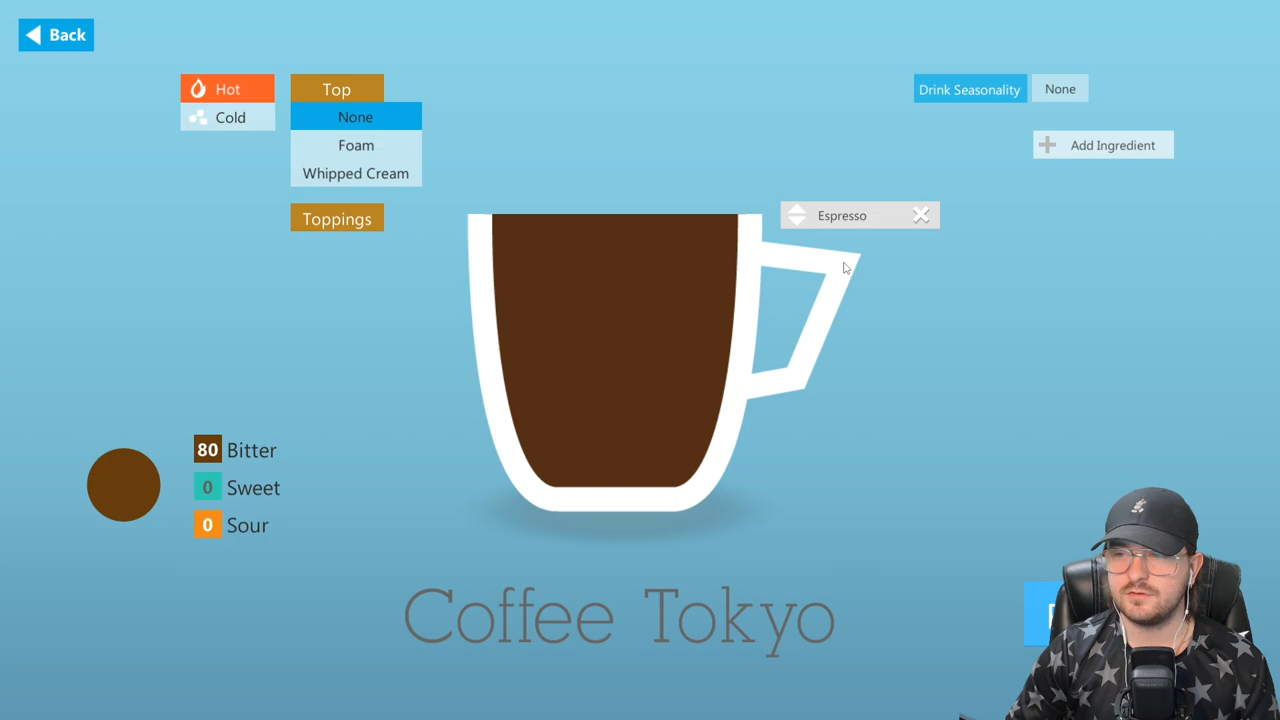 Back
Hot
Cold
Top
None
Foam
Whipped Cream
Toppings
Drink Seasonality
None
Add Ingredient
Espresso
80 Bitter
0 Sweet
0 Sour
Coffee Tokyo